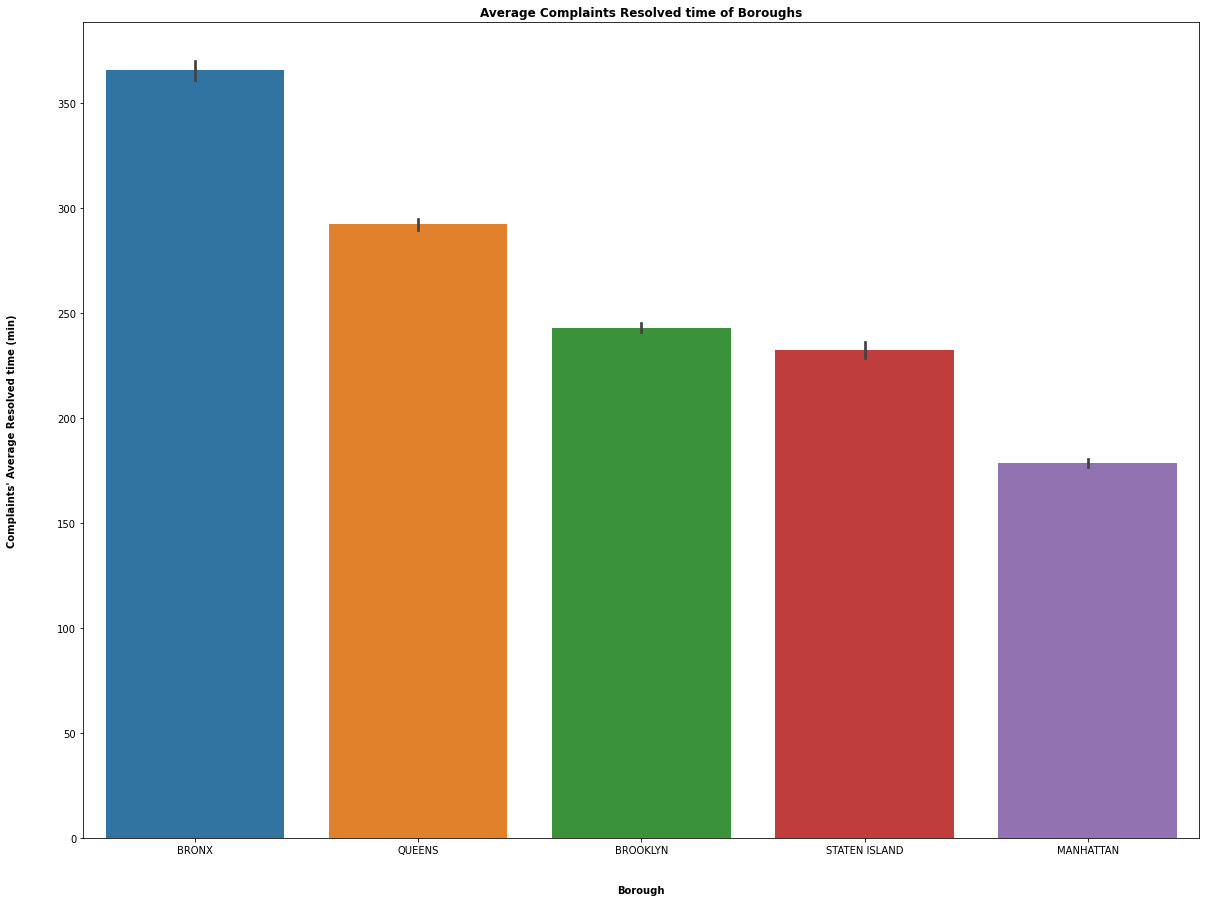 Average Complaints Resolved time of Boroughs
Complaints' Average Resolved time (min)
350
300
250
200
150
100
50
0
BRONX QUEENS BROOKLYN STATEN ISLAND MANHATTAN
Borough